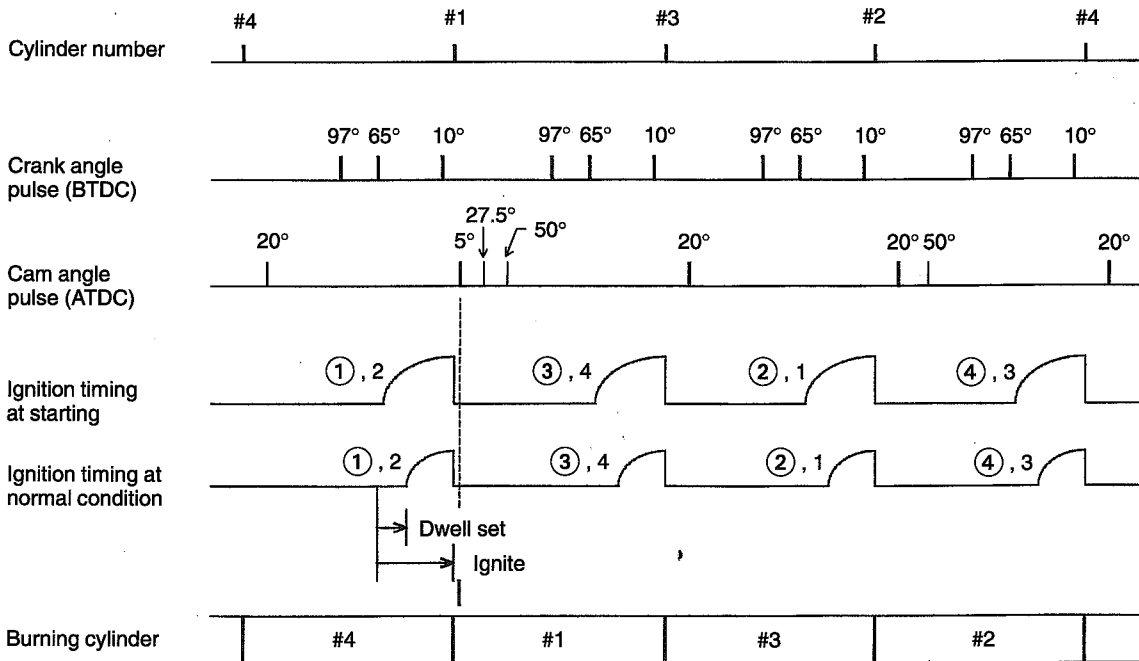 #4 #1 #3 #2 #4
Cylinder number
97° 65° 10° 97° 65° 10° 97° 65° 10° 97° 65° 10°
Crank angle
pulse (BTDC)
27.5°
20° 5° 50° 20° 20° 50° 20°
Cam angle
pulse (ATDC)
1 , 2 3 , 4 2 , 1 4 , 3
Ignition timing
at starting
1 , 2 3 , 4 2 , 1 4 , 3
Ignition timing at
normal condition
Dwell set
Ignite
Burning cylinder #4 #1 #3 #2